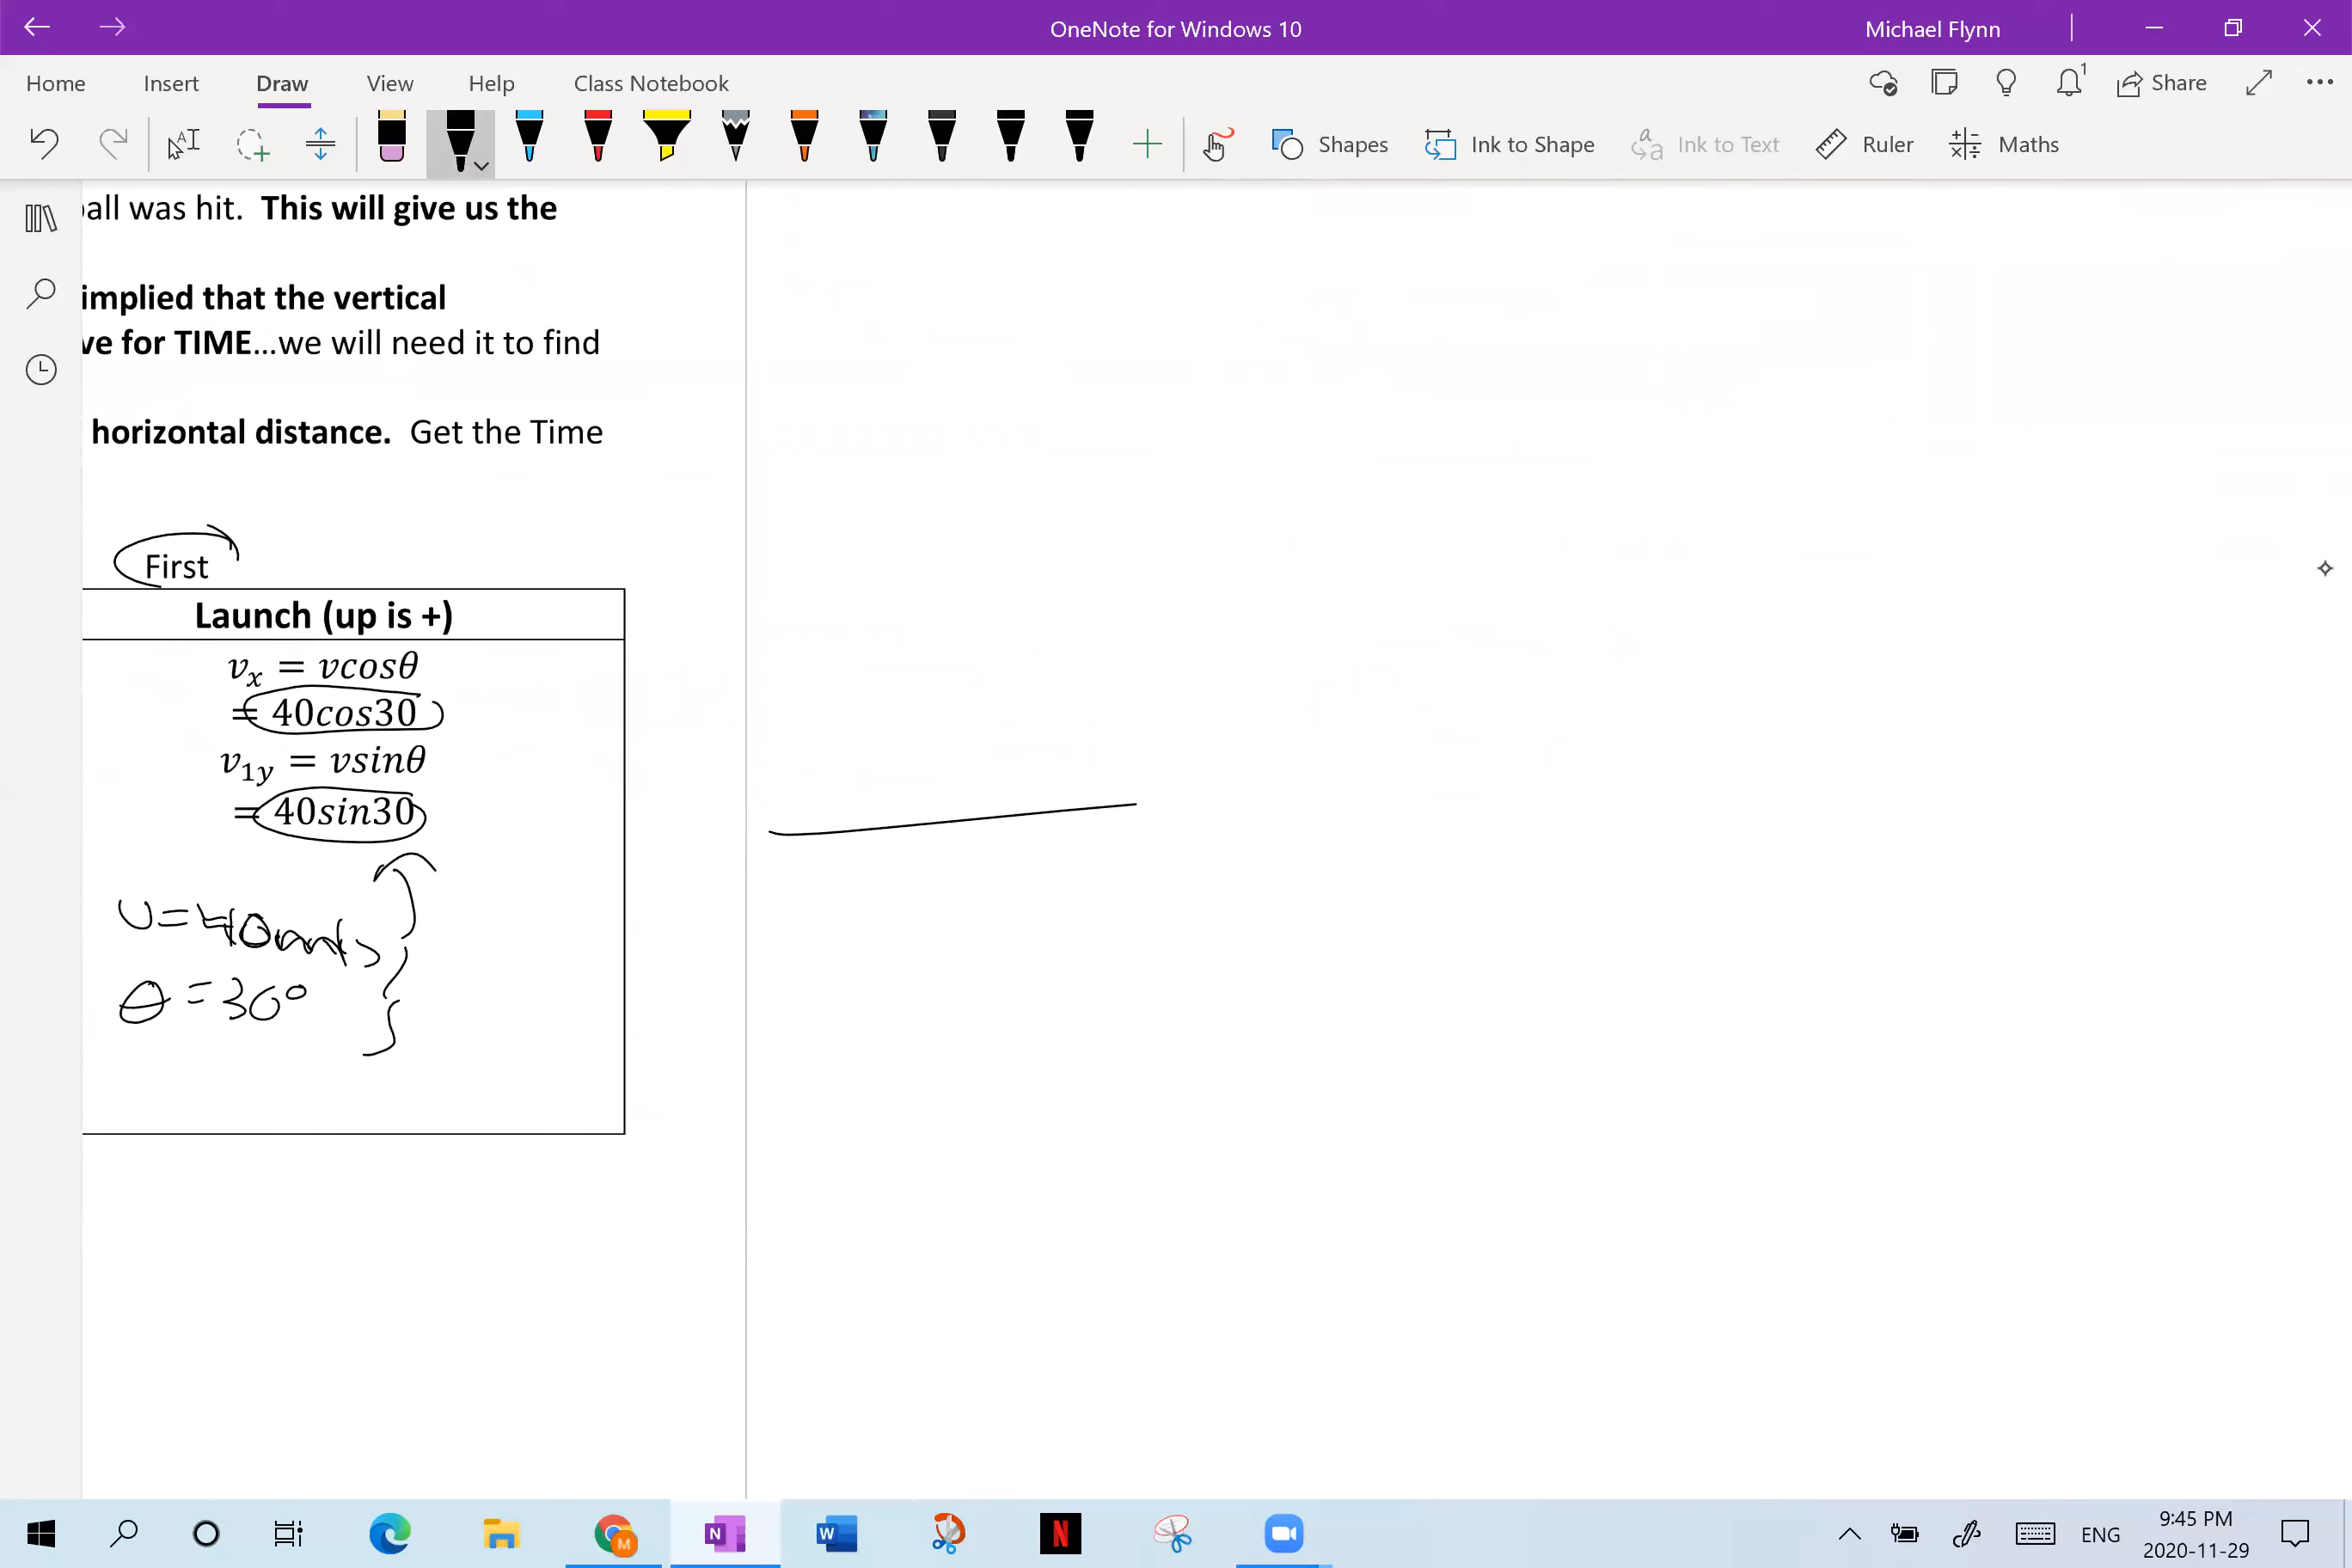 OneNote for Windows 10
Michael Flynn
Home Insert Draw View Help Class Notebook
1
Share
Shapes Ink to Shape Ink to Text Ruler Maths
all was hit. This will give us the
implied that the vertical
ve for TIME...we will need it to find
horizontal distance. Get the Time
First
Launch (up is +)
vₓ = vcosθ
= 40cos30
v₁y = vsinθ
= 40sin30
v=40m/s
θ=30°
ENG
9:45 PM
2020-11-29